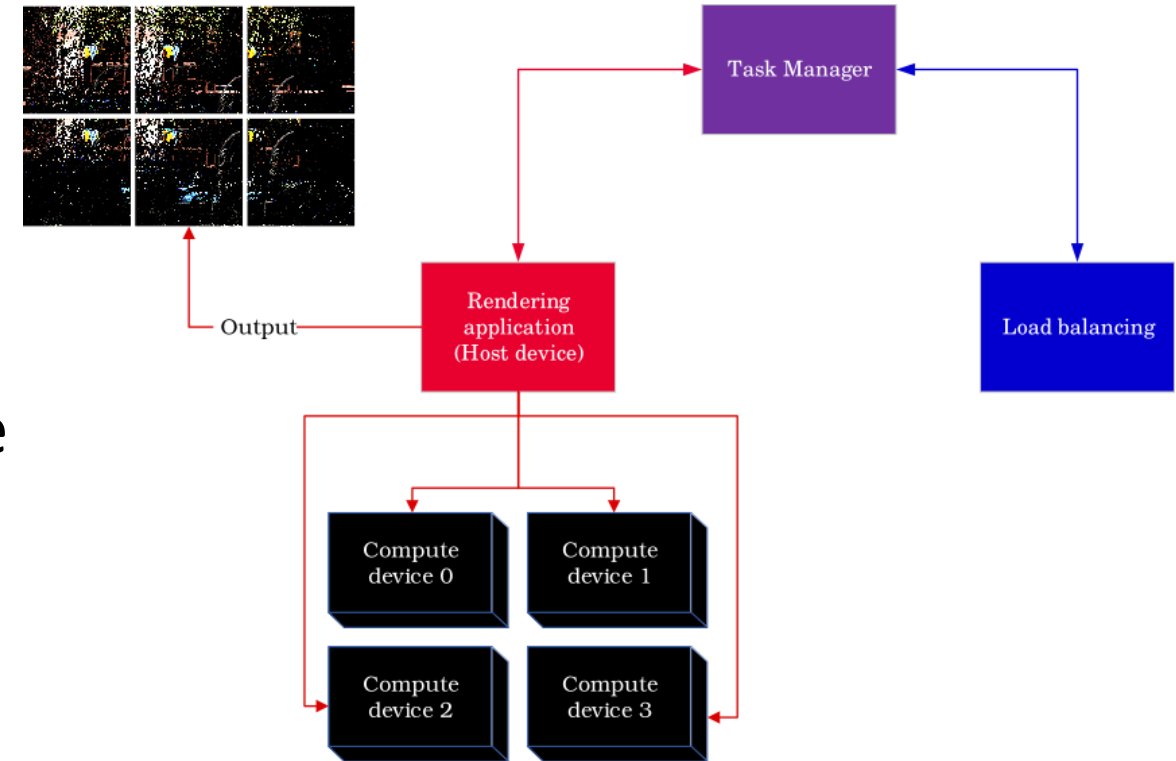 Task Manager
Rendering
application
(Host device)
Output
Load balancing
e
Compute
device 0
Compute
device 1
Compute
device 2
Compute
device 3